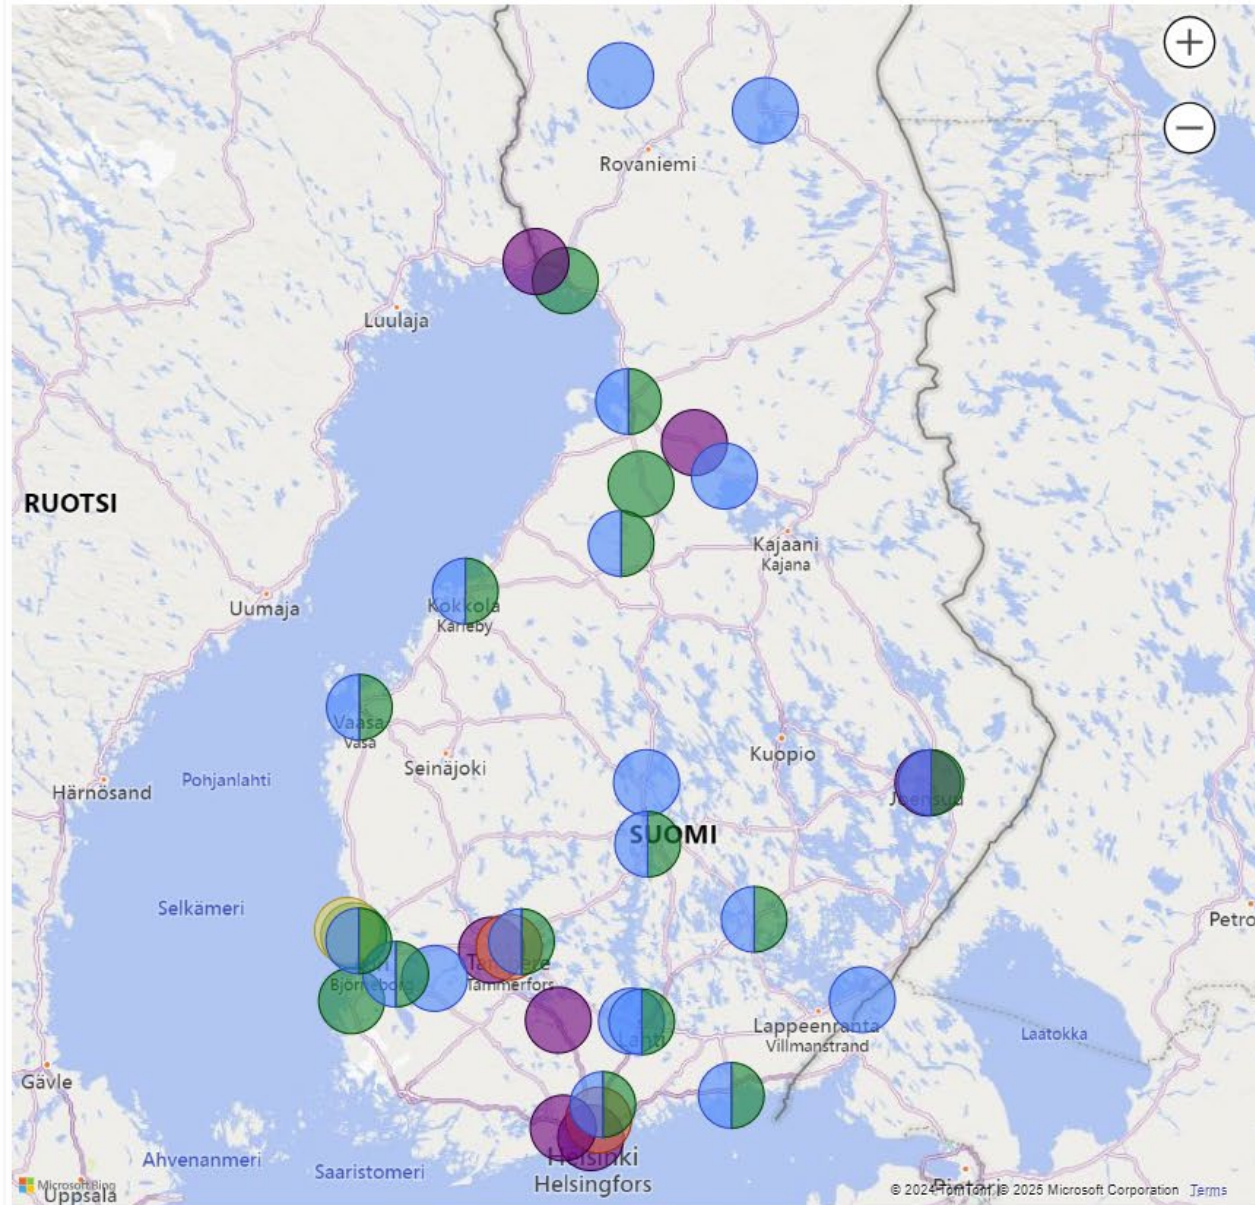 Rovaniemi
Luulaja
RUOTSI
Kajaani
Kajana
Uumaja
Kokkola
Karleby
Vaasa
Vasa
Seinäjoki
Kuopio
Pohjanlahti
Härnösand
Joensuu
SUOMI
Selkämeri
Petro
Tampere
Björneborg
Tammerfors
Lappeenranta
Villmanstrand
Laatokka
Lahti
Gävle
Helsinki
Helsingfors
Ahvenanmeri
Saaristomeri
Microsoft Bing
Uppsala
Pietari
© 2024 TomTom, © 2025 Microsoft Corporation Terms